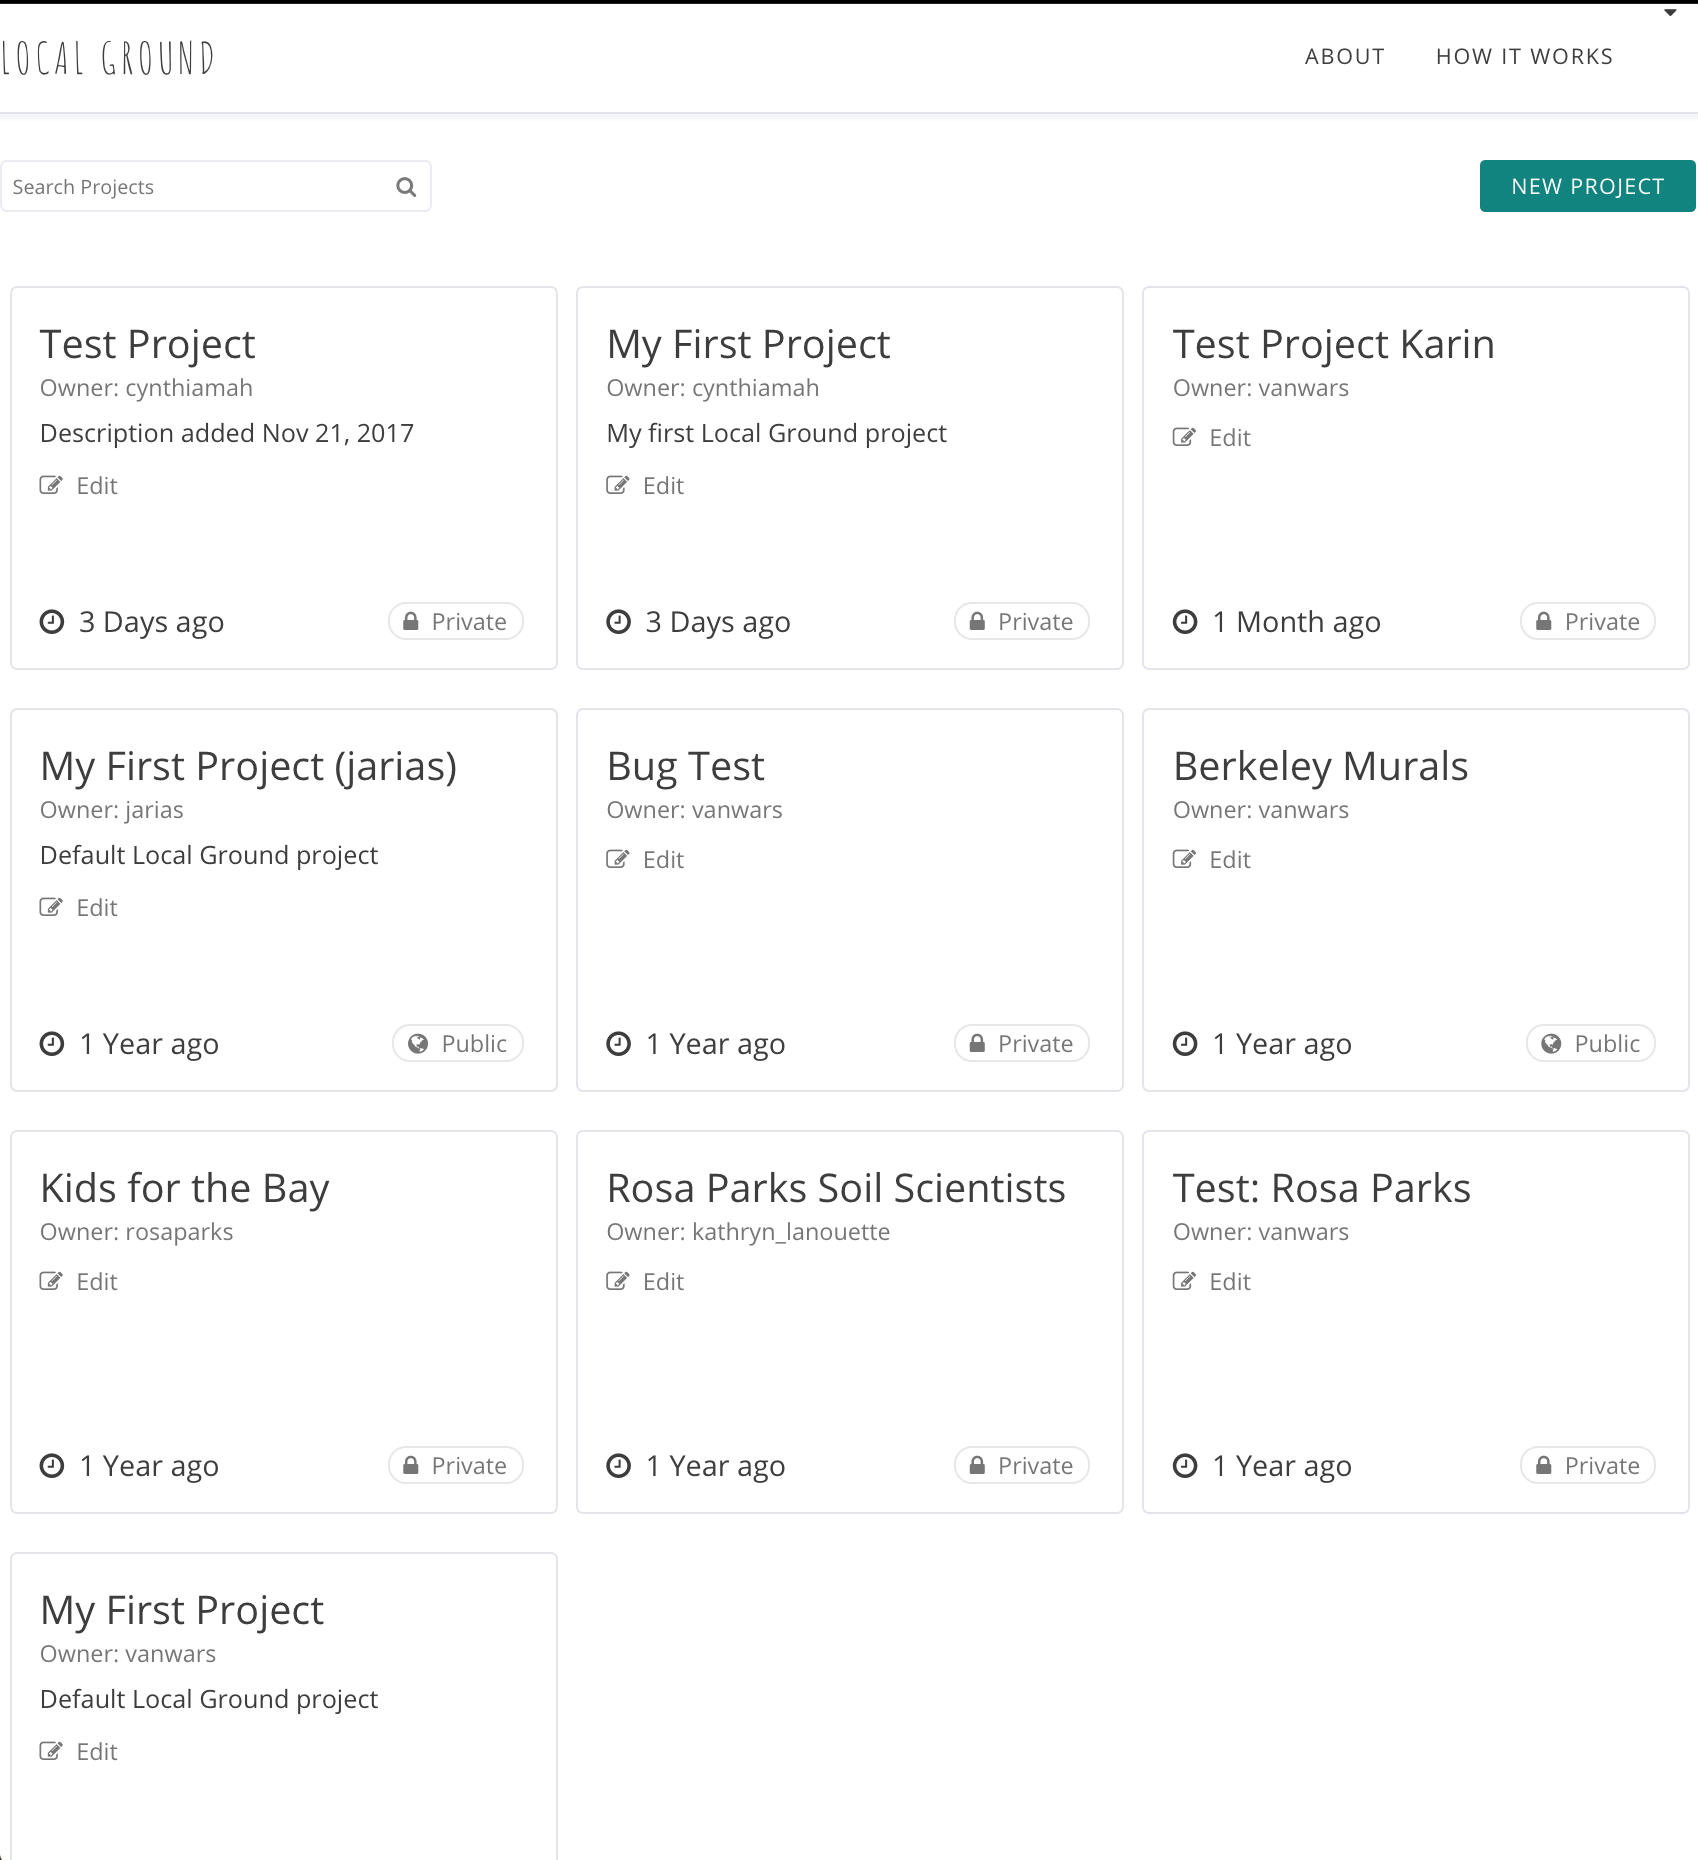 LOCAL GROUND
ABOUT
HOW IT WORKS
Search Projects
NEW PROJECT
Test Project
Owner: cynthiamah
Description added Nov 21, 2017
Edit
3 Days ago
Private
My First Project
Owner: cynthiamah
My first Local Ground project
Edit
3 Days ago
Private
Test Project Karin
Owner: vanwars
Edit
1 Month ago
Private
My First Project (jarias)
Owner: jarias
Default Local Ground project
Edit
1 Year ago
Public
Bug Test
Owner: vanwars
Edit
1 Year ago
Private
Berkeley Murals
Owner: vanwars
Edit
1 Year ago
Public
Kids for the Bay
Owner: rosaparks
Edit
1 Year ago
Private
Rosa Parks Soil Scientists
Owner: kathryn_lanouette
Edit
1 Year ago
Private
Test: Rosa Parks
Owner: vanwars
Edit
1 Year ago
Private
My First Project
Owner: vanwars
Default Local Ground project
Edit